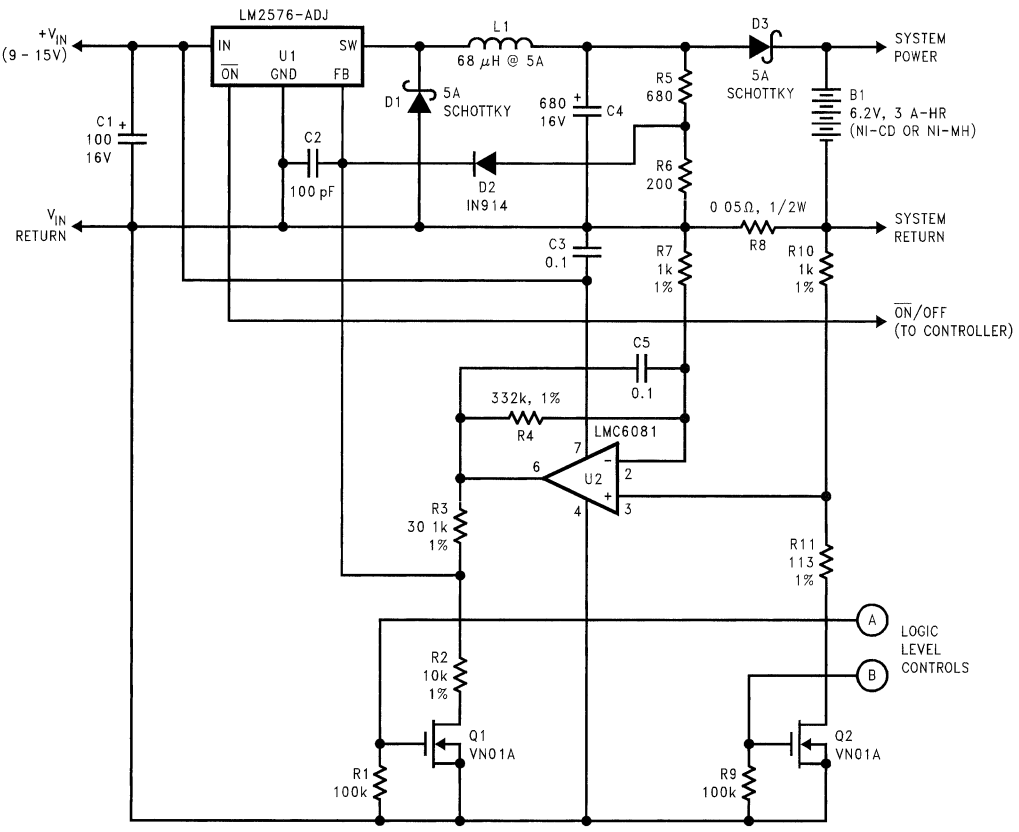 LM2576-ADJ
+VIN
(9 – 15V)
IN
SW
U1
ON
GND
FB
L1
68 μH @ 5A
D3
5A
SCHOTTKY
SYSTEM
POWER
C1
100
16V
+
D1
5A
SCHOTTKY
680
16V
+
C4
R5
680
B1
6.2V, 3 A-HR
(NI-CD OR NI-MH)
C2
100 pF
D2
IN914
R6
200
0 05Ω, 1/2W
R8
VIN
RETURN
SYSTEM
RETURN
C3
0.1
R7
1k
1%
R10
1k
1%
ON/OFF
(TO CONTROLLER)
C5
0.1
332k, 1%
R4
LMC6081
7
6
U2
–
2
+
3
4
R3
30 1k
1%
R11
113
1%
A
B
LOGIC
LEVEL
CONTROLS
R2
10k
1%
Q1
VN01A
Q2
VN01A
R1
100k
R9
100k